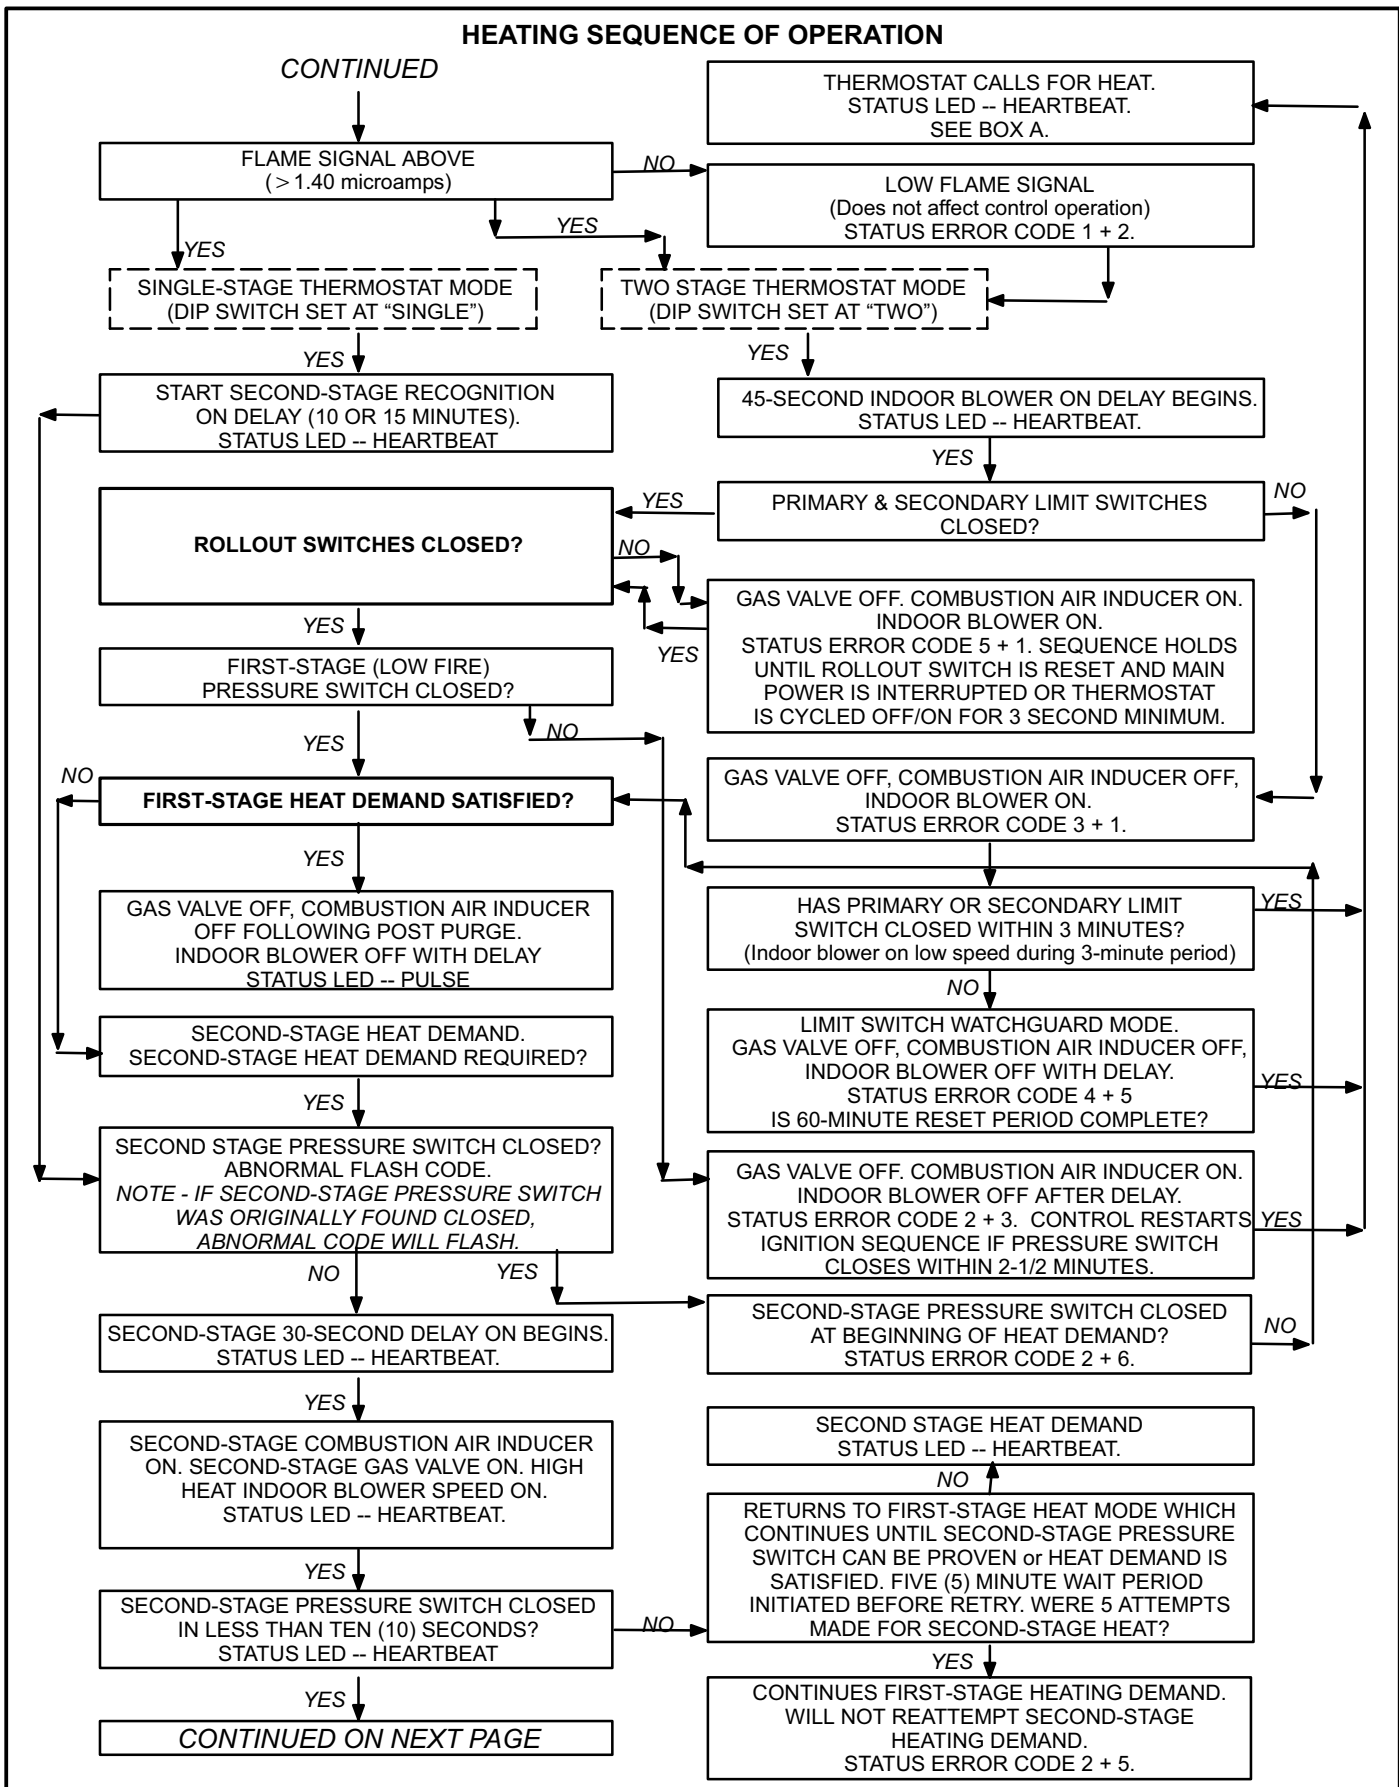 HEATING SEQUENCE OF OPERATION
CONTINUED
THERMOSTAT CALLS FOR HEAT.
STATUS LED -- HEARTBEAT.
SEE BOX A.
FLAME SIGNAL ABOVE
(>1.40 microamps)
NO
LOW FLAME SIGNAL
(Does not affect control operation)
STATUS ERROR CODE 1 + 2.
YES
YES
SINGLE-STAGE THERMOSTAT MODE
(DIP SWITCH SET AT “SINGLE”)
TWO STAGE THERMOSTAT MODE
(DIP SWITCH SET AT “TWO”)
YES
YES
START SECOND-STAGE RECOGNITION
ON DELAY (10 OR 15 MINUTES).
STATUS LED -- HEARTBEAT
45-SECOND INDOOR BLOWER ON DELAY BEGINS.
STATUS LED -- HEARTBEAT.
YES
PRIMARY & SECONDARY LIMIT SWITCHES
CLOSED?
YES
NO
ROLLOUT SWITCHES CLOSED?
NO
YES
GAS VALVE OFF. COMBUSTION AIR INDUCER ON.
INDOOR BLOWER ON.
STATUS ERROR CODE 5 + 1. SEQUENCE HOLDS
UNTIL ROLLOUT SWITCH IS RESET AND MAIN
POWER IS INTERRUPTED OR THERMOSTAT
IS CYCLED OFF/ON FOR 3 SECOND MINIMUM.
YES
FIRST-STAGE (LOW FIRE)
PRESSURE SWITCH CLOSED?
NO
YES
NO
FIRST-STAGE HEAT DEMAND SATISFIED?
GAS VALVE OFF, COMBUSTION AIR INDUCER OFF,
INDOOR BLOWER ON.
STATUS ERROR CODE 3 + 1.
YES
GAS VALVE OFF, COMBUSTION AIR INDUCER
OFF FOLLOWING POST PURGE.
INDOOR BLOWER OFF WITH DELAY
STATUS LED -- PULSE
HAS PRIMARY OR SECONDARY LIMIT
SWITCH CLOSED WITHIN 3 MINUTES?
(Indoor blower on low speed during 3-minute period)
YES
NO
SECOND-STAGE HEAT DEMAND.
SECOND-STAGE HEAT DEMAND REQUIRED?
LIMIT SWITCH WATCHGUARD MODE.
GAS VALVE OFF, COMBUSTION AIR INDUCER OFF,
INDOOR BLOWER OFF WITH DELAY.
STATUS ERROR CODE 4 + 5
IS 60-MINUTE RESET PERIOD COMPLETE?
YES
YES
SECOND STAGE PRESSURE SWITCH CLOSED?
ABNORMAL FLASH CODE.
NOTE - IF SECOND-STAGE PRESSURE SWITCH
WAS ORIGINALLY FOUND CLOSED,
ABNORMAL CODE WILL FLASH.
GAS VALVE OFF. COMBUSTION AIR INDUCER ON.
INDOOR BLOWER OFF AFTER DELAY.
STATUS ERROR CODE 2 + 3. CONTROL RESTARTS
IGNITION SEQUENCE IF PRESSURE SWITCH
CLOSES WITHIN 2-1/2 MINUTES.
YES
NO
YES
SECOND-STAGE 30-SECOND DELAY ON BEGINS.
STATUS LED -- HEARTBEAT.
SECOND-STAGE PRESSURE SWITCH CLOSED
AT BEGINNING OF HEAT DEMAND?
STATUS ERROR CODE 2 + 6.
NO
YES
SECOND-STAGE COMBUSTION AIR INDUCER
ON. SECOND-STAGE GAS VALVE ON. HIGH
HEAT INDOOR BLOWER SPEED ON.
STATUS LED -- HEARTBEAT.
SECOND STAGE HEAT DEMAND
STATUS LED -- HEARTBEAT.
NO
RETURNS TO FIRST-STAGE HEAT MODE WHICH
CONTINUES UNTIL SECOND-STAGE PRESSURE
SWITCH CAN BE PROVEN or HEAT DEMAND IS
SATISFIED. FIVE (5) MINUTE WAIT PERIOD
INITIATED BEFORE RETRY. WERE 5 ATTEMPTS
MADE FOR SECOND-STAGE HEAT?
YES
SECOND-STAGE PRESSURE SWITCH CLOSED
IN LESS THAN TEN (10) SECONDS?
STATUS LED -- HEARTBEAT
NO
YES
YES
CONTINUED ON NEXT PAGE
CONTINUES FIRST-STAGE HEATING DEMAND.
WILL NOT REATTEMPT SECOND-STAGE
HEATING DEMAND.
STATUS ERROR CODE 2 + 5.